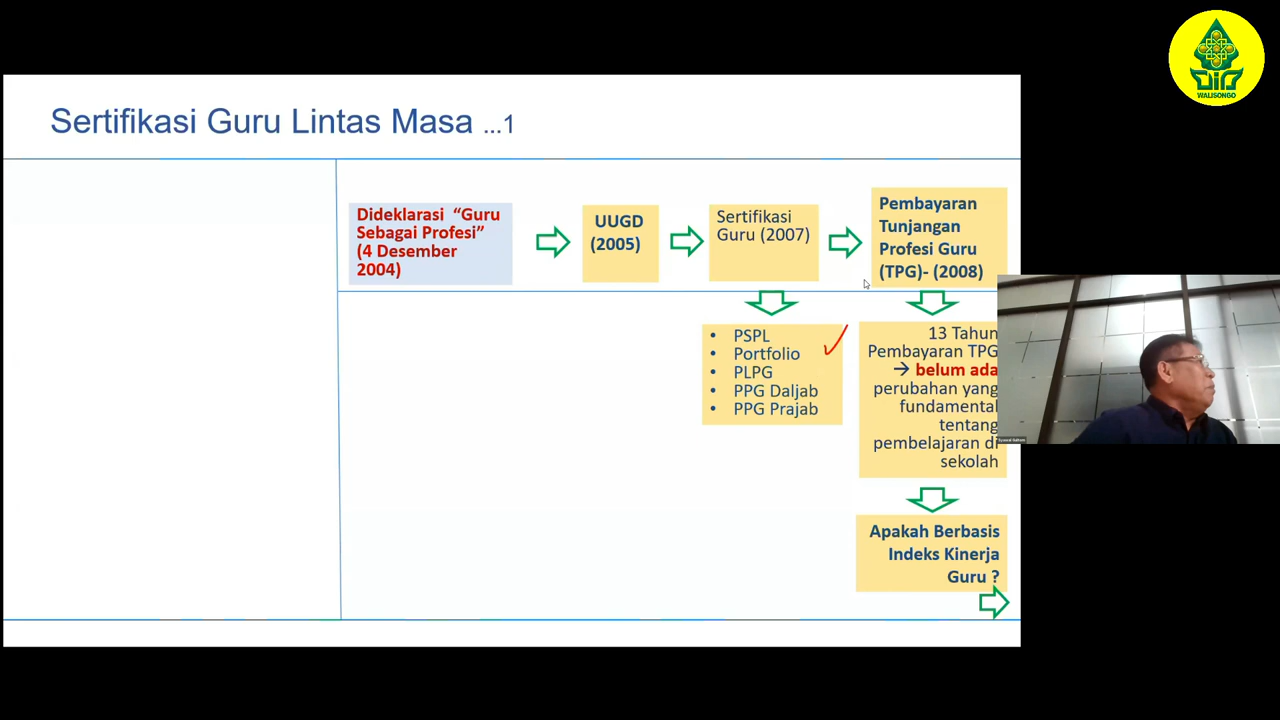 WALISONGO
Sertifikasi Guru Lintas Masa ...1
Dideklarasi “Guru
Sebagai Profesi”
(4 Desember
2004)
UUGD
(2005)
Sertifikasi
Guru (2007)
Pembayaran
Tunjangan
Profesi Guru
(TPG)- (2008)
• PSPL
• Portfolio
• PLPG
• PPG Daljab
• PPG Prajab
13 Tahun
Pembayaran TPG
→ belum ada
perubahan yang
fundamental
tentang
pembelajaran di
sekolah
Apakah Berbasis
Indeks Kinerja
Guru ?